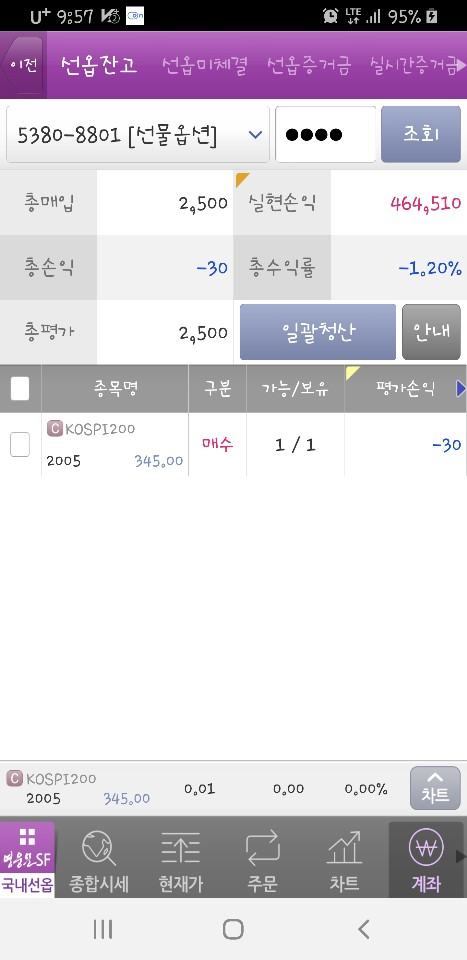 U+ 9:57 LTE 95%
이전 선옵잔고 선옵미체결 선옵증거금 실시간증거금
5380-8801 [선물옵션] ●●●● 조회
총매입 2,500 실현손익 464,510
총손익 -30 총수익률 -1.20%
총평가 2,500 일괄청산 안내
종목명 구분 가능/보유 평가손익
C KOSPI200 매수 1 / 1 -30
2005 345.00
C KOSPI200 0.01 0.00 0.00% 차트
2005 345.00
영웅문SF
국내선옵 종합시세 현재가 주문 차트 계좌